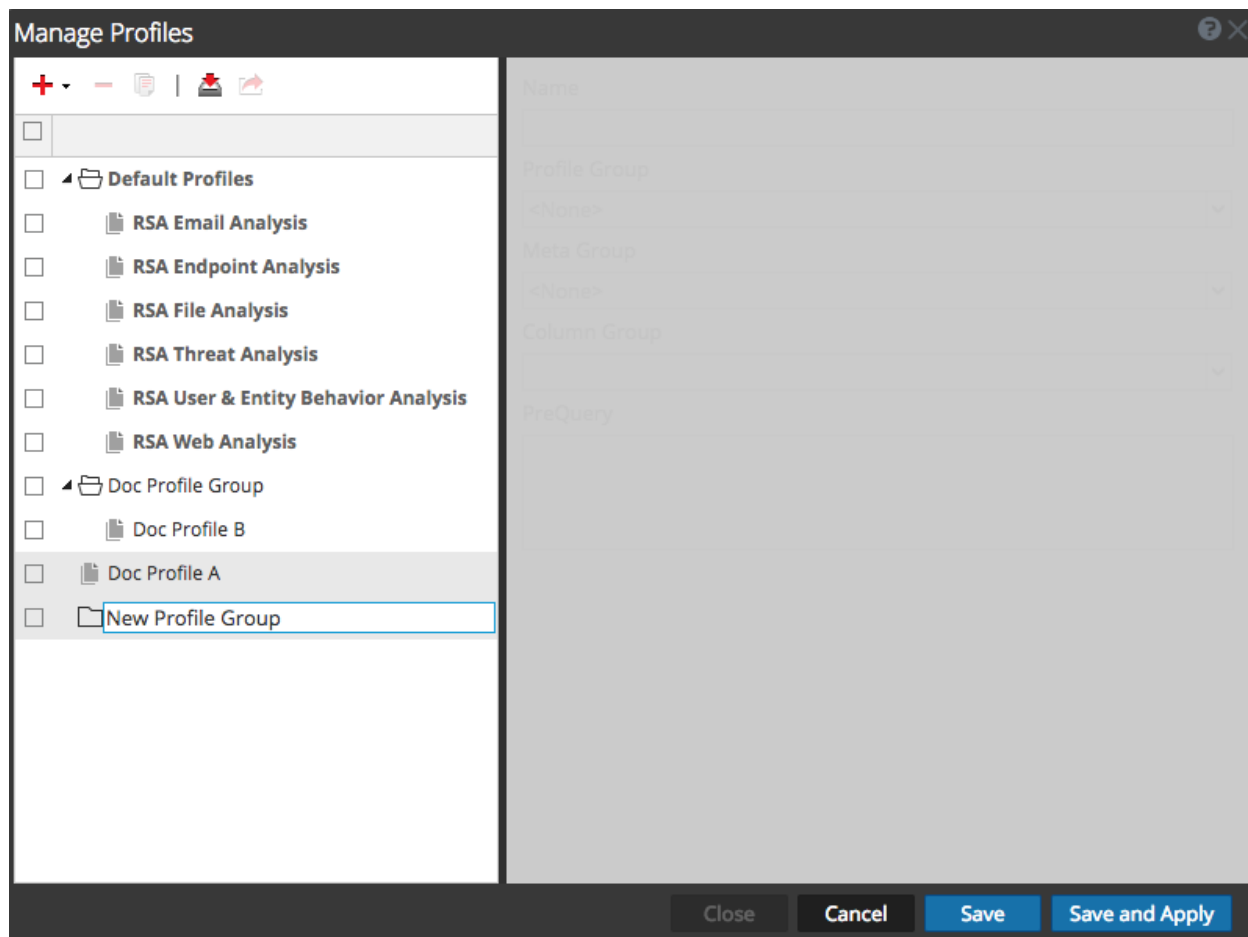 Manage Profiles
Default Profiles
RSA Email Analysis
RSA Endpoint Analysis
RSA File Analysis
RSA Threat Analysis
RSA User & Entity Behavior Analysis
RSA Web Analysis
Doc Profile Group
Doc Profile B
Doc Profile A
New Profile Group
Name
Profile Group
<None>
Meta Group
<None>
Column Group
PreQuery
Close
Cancel
Save
Save and Apply